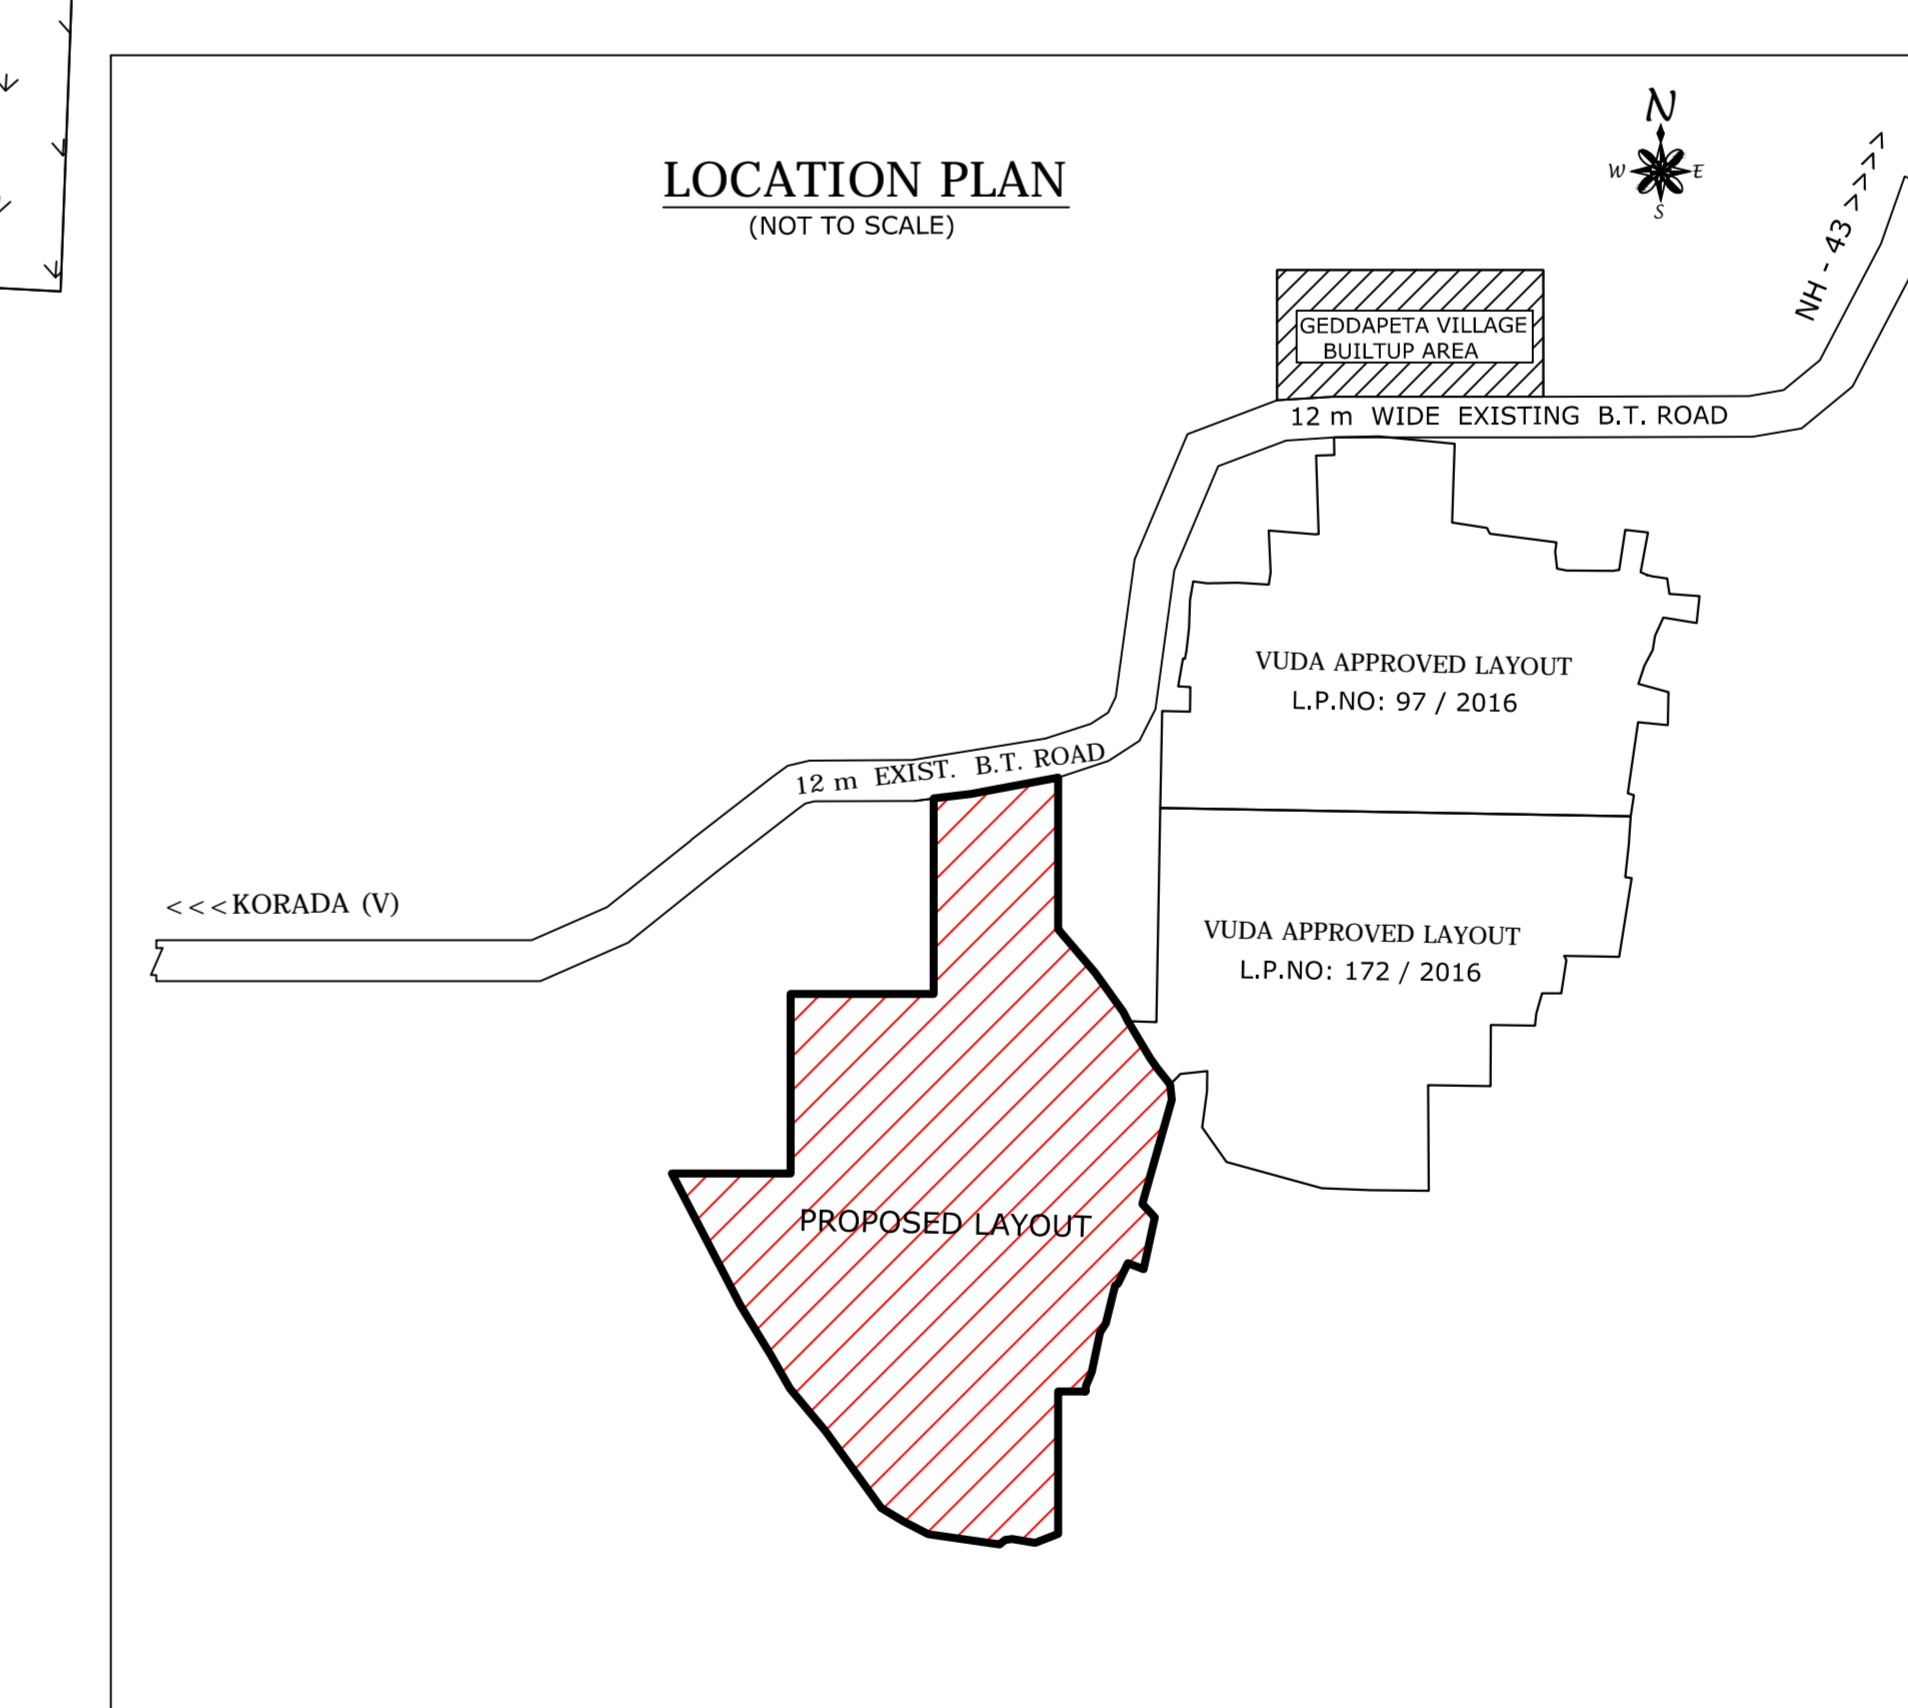 LOCATION PLAN
(NOT TO SCALE)
N
W E
S
NH - 43 >>>>>
GEDDAPETA VILLAGE
BUILTUP AREA
12 m WIDE EXISTING B.T. ROAD
VUDA APPROVED LAYOUT
L.P.NO: 97 / 2016
12 m EXIST. B.T. ROAD
<<<KORADA (V)
VUDA APPROVED LAYOUT
L.P.NO: 172 / 2016
PROPOSED LAYOUT